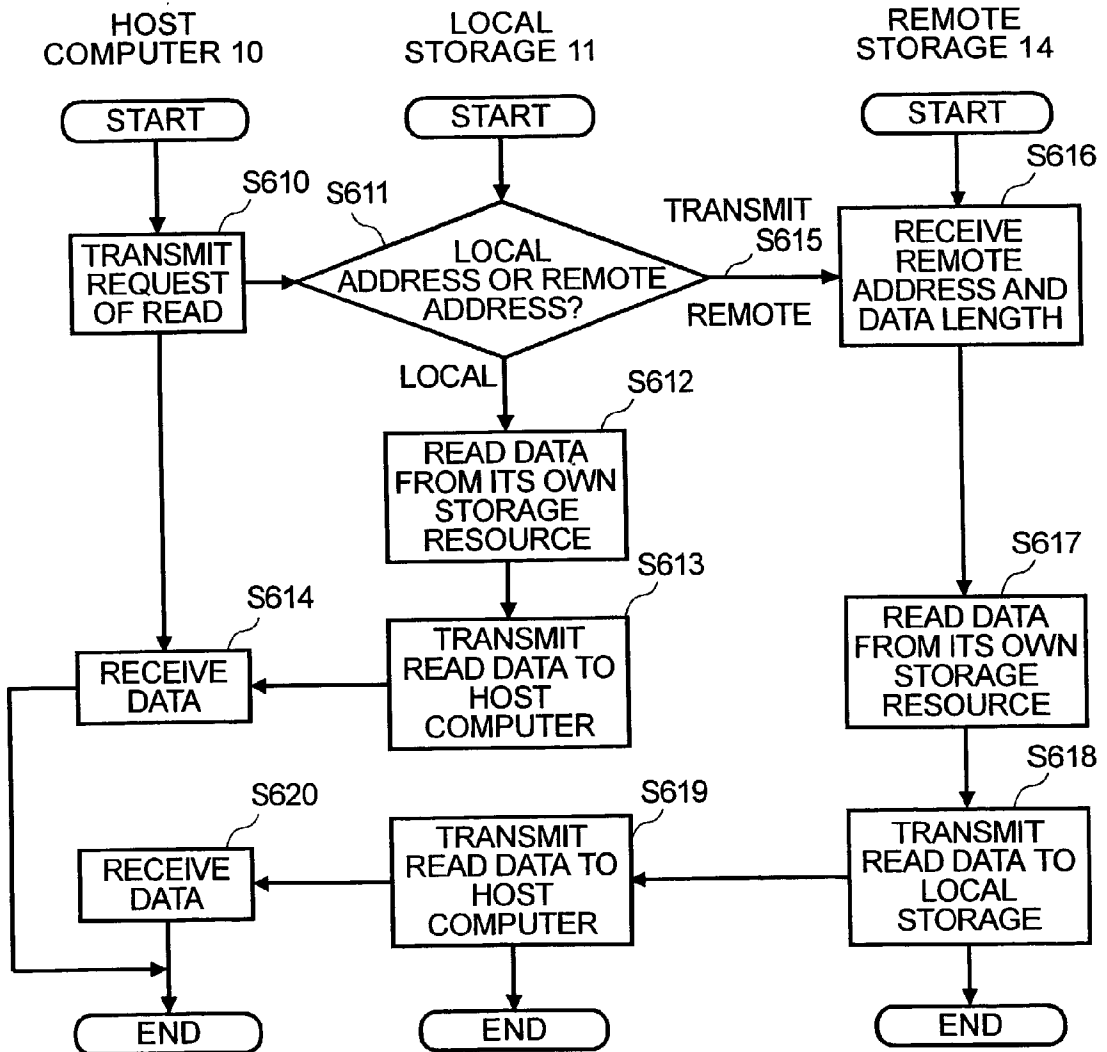 HOST
COMPUTER 10
LOCAL
STORAGE 11
REMOTE
STORAGE 14
START
START
START
S610
TRANSMIT
REQUEST
OF READ
S611
LOCAL
ADDRESS OR REMOTE
ADDRESS?
TRANSMIT
S615
REMOTE
S616
RECEIVE
REMOTE
ADDRESS AND
DATA LENGTH
LOCAL
S612
READ DATA
FROM ITS OWN
STORAGE
RESOURCE
S613
TRANSMIT
READ DATA TO
HOST
COMPUTER
S614
RECEIVE
DATA
S617
READ DATA
FROM ITS OWN
STORAGE
RESOURCE
S618
TRANSMIT
READ DATA TO
LOCAL
STORAGE
S619
TRANSMIT
READ DATA TO
HOST
COMPUTER
S620
RECEIVE
DATA
END
END
END